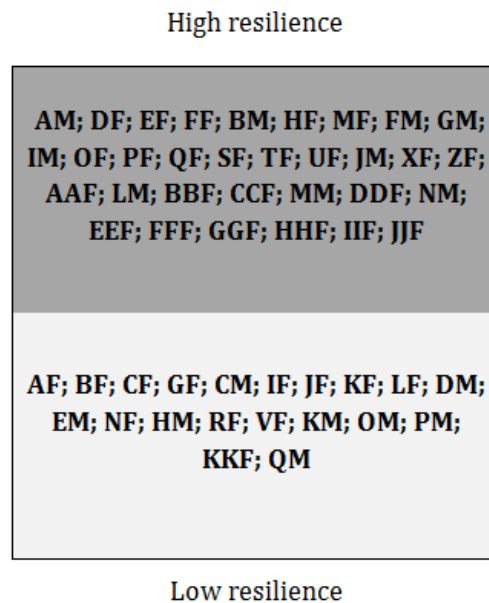 High resilience
AM; DF; EF; FF; BM; HF; MF; FM; GM;
IM; OF; PF; QF; SF; TF; UF; JM; XF; ZF;
AAF; LM; BBF; CCF; MM; DDF; NM;
EEF; FFF; GGF; HHF; IIF; JJF
AF; BF; CF; GF; CM; IF; JF; KF; LF; DM;
EM; NF; HM; RF; VF; KM; OM; PM;
KKF; QM
Low resilience